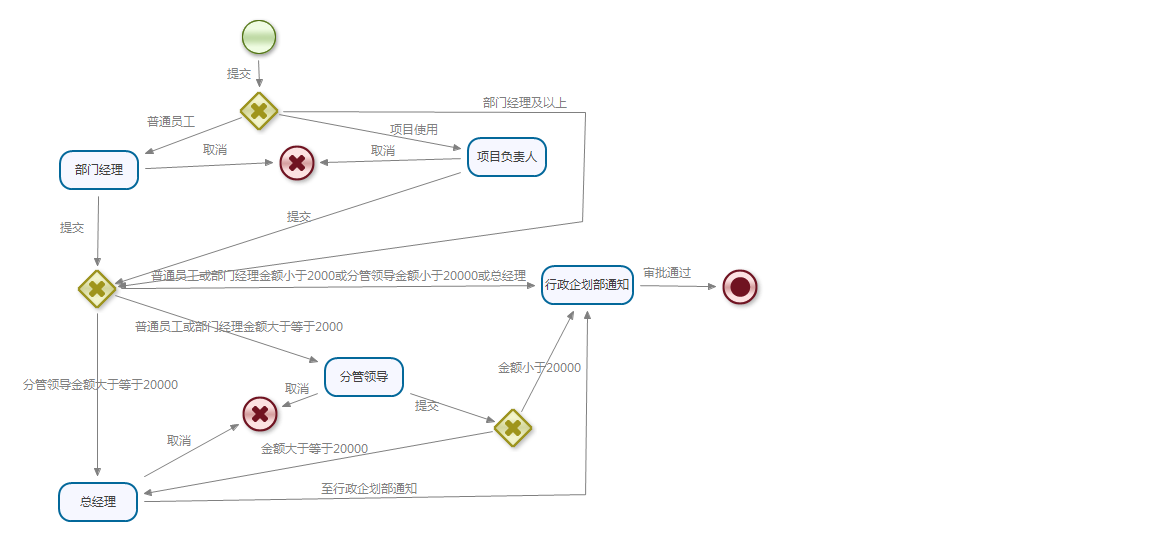 提交
部门经理及以上
普通员工
项目使用
取消
取消
项目负责人
部门经理
提交
提交
审批通过
普通员工或部门经理金额小于2000或分管领导金额小于20000或总经理
行政企划部通知
普通员工或部门经理金额大于等于2000
金额小于20000
分管领导
分管领导金额大于等于20000
取消
提交
取消
金额大于等于20000
至行政企划部通知
总经理